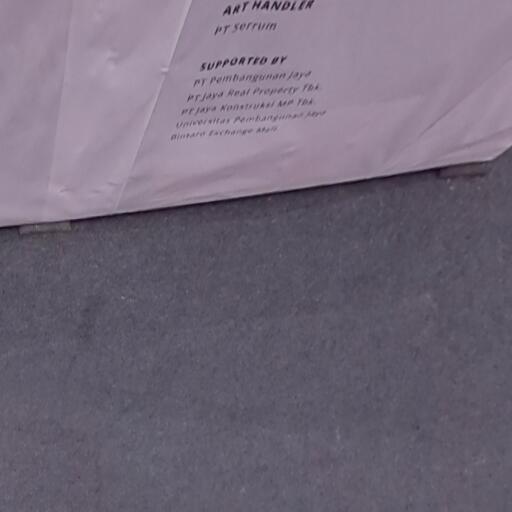 ART HANDLER
PT Serrum
SUPPORTED BY
PT Pembangunan Jaya
PT Jaya Real Property Tbk.
PT Jaya Konstruksi MP Tbk.
Universitas Pembangunan Jaya
Bintaro Exchange Mall